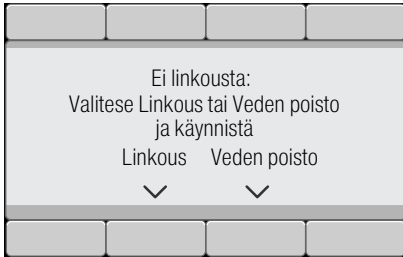 Ei linkousta:
Valitese Linkous tai Veden poisto
ja käynnistä
Linkous Veden poisto